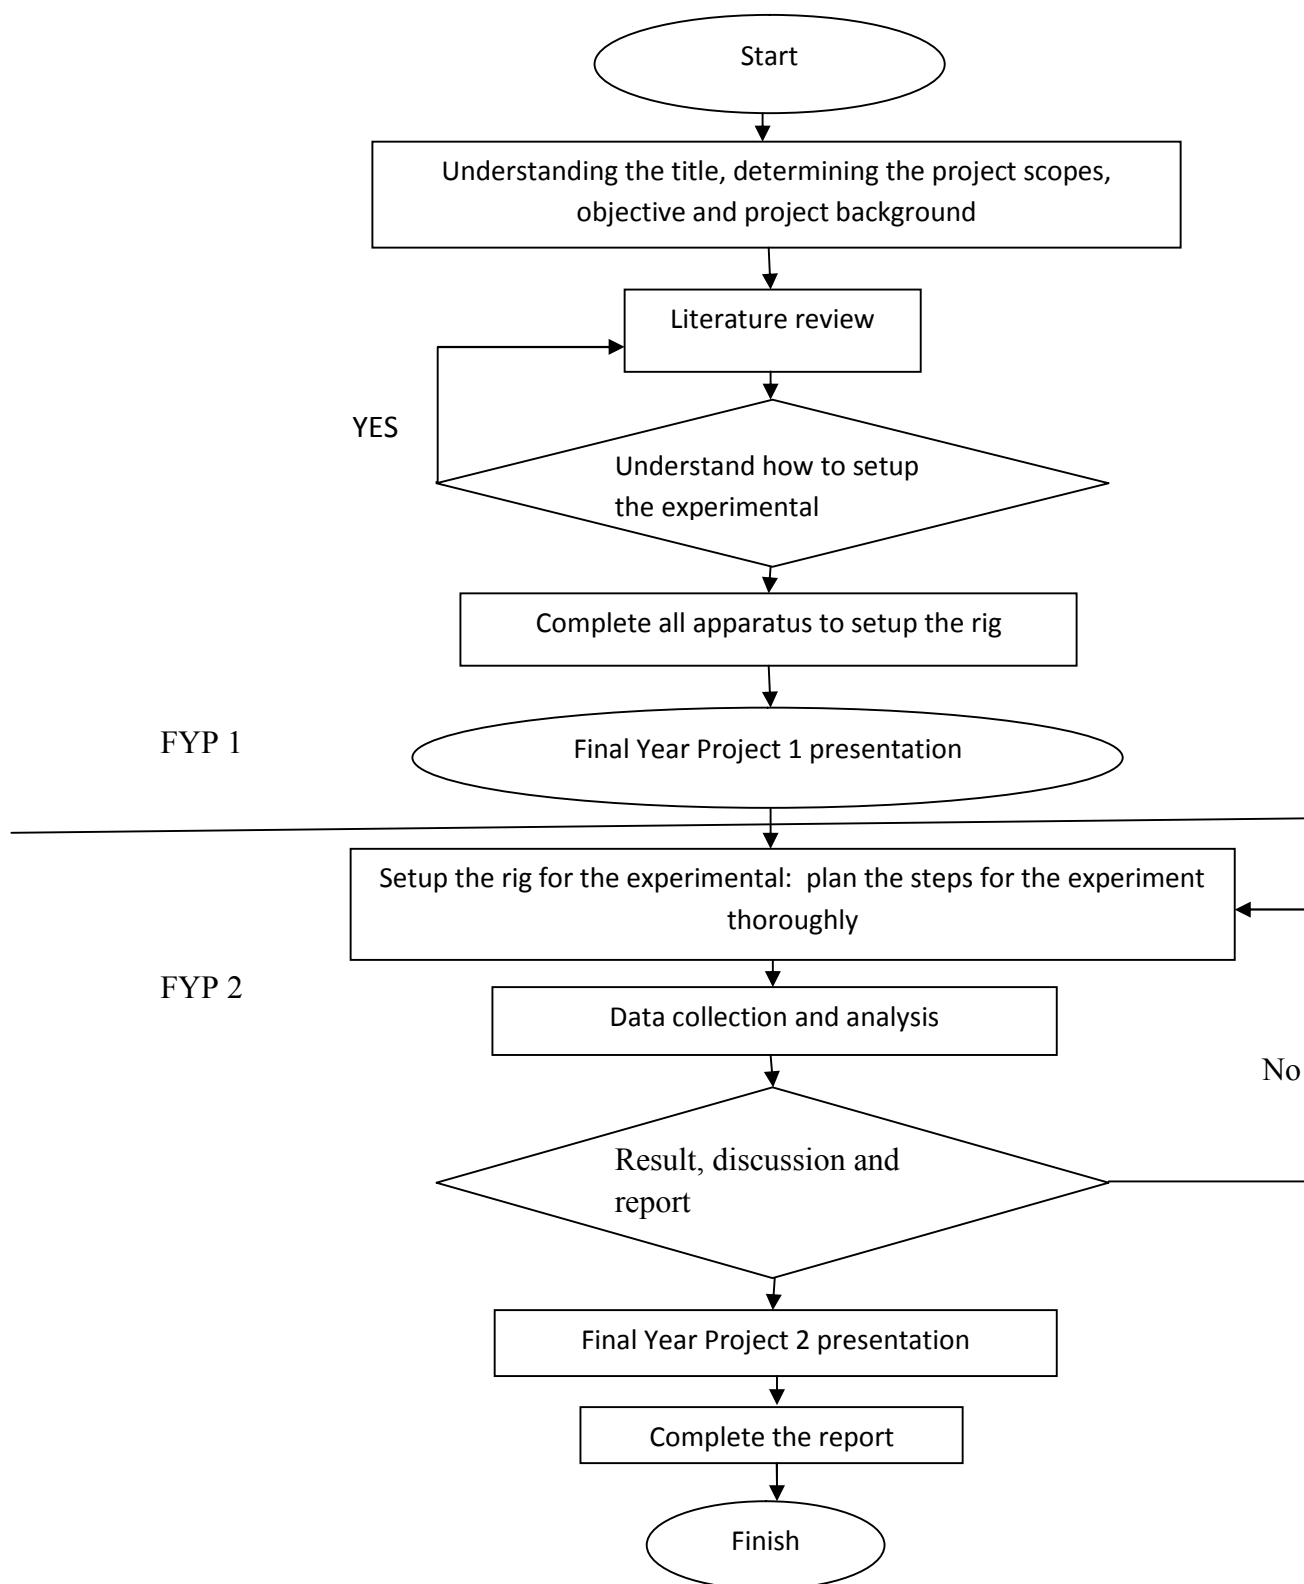 Start
Understanding the title, determining the project scopes,
objective and project background
Literature review
YES
Understand how to setup
the experimental
Complete all apparatus to setup the rig
FYP 1
Final Year Project 1 presentation
Setup the rig for the experimental:  plan the steps for the experiment
thoroughly
FYP 2
Data collection and analysis
No
Result, discussion and
report
Final Year Project 2 presentation
Complete the report
Finish